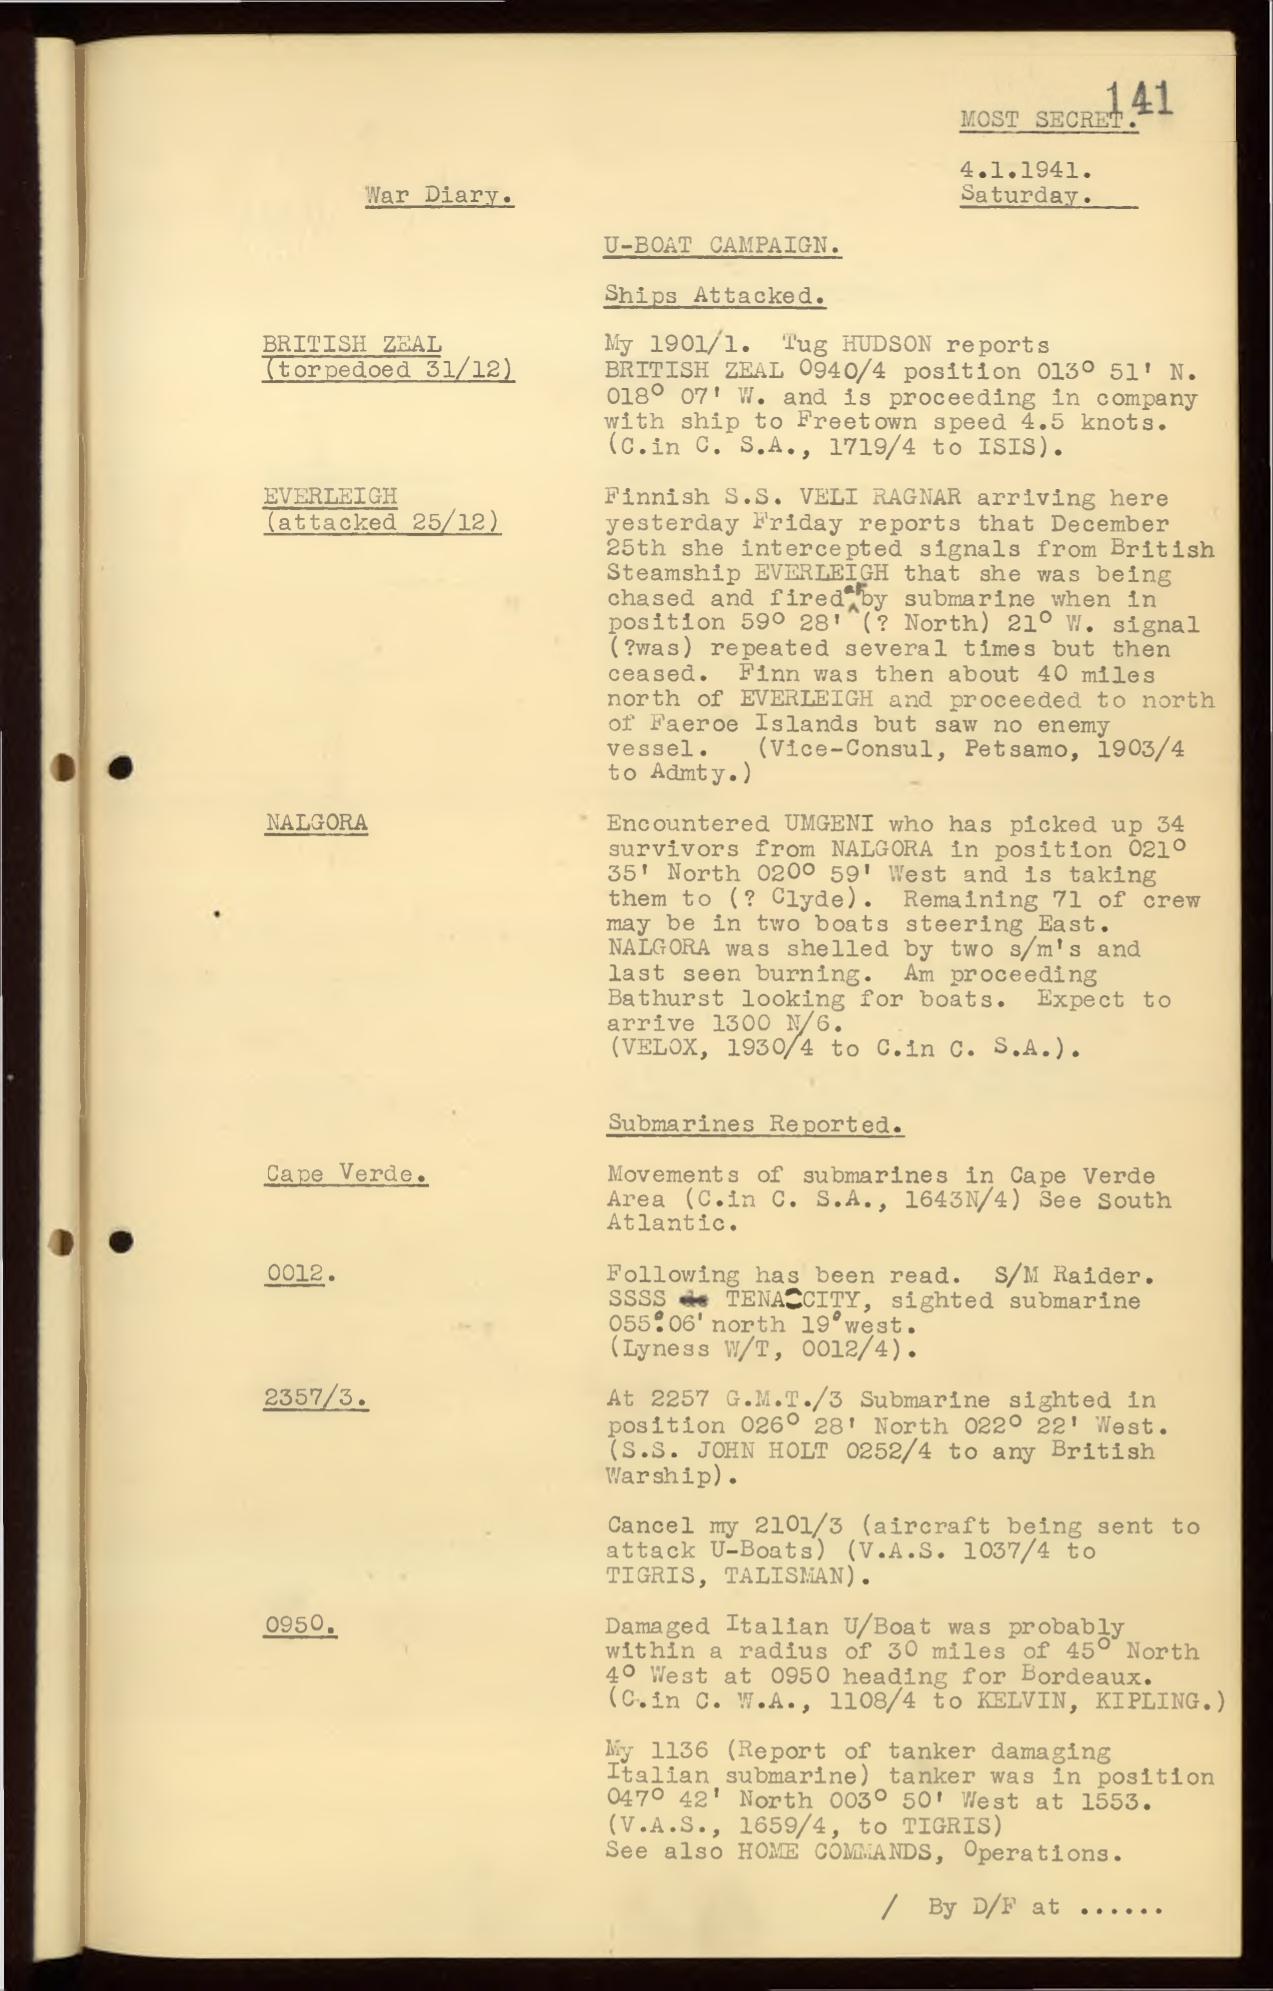 141
MOST SECRET.
4.1.1941.
Saturday.
War Diary.
U-BOAT CAMPAIGN.
Ships Attacked.
BRITISH ZEAL
(torpedoed 31/12)
My 1901/1. Tug HUDSON reports
BRITISH ZEAL 0940/4 position 013° 51' N.
018° 07' W. and is proceeding in company
with ship to Freetown speed 4.5 knots.
(C.in C. S.A., 1719/4 to ISIS).
EVERLEIGH
(attacked 25/12)
Finnish S.S. VELI RAGNAR arriving here
yesterday Friday reports that December
25th she intercepted signals from British
Steamship EVERLEIGH that she was being
chased and fired at by submarine when in
position 59° 28' (? North) 21° W. signal
(?was) repeated several times but then
ceased. Finn was then about 40 miles
north of EVERLEIGH and proceeded to north
of Faeroe Islands but saw no enemy
vessel. (Vice-Consul, Petsamo, 1903/4
to Admty.)
NALGORA
Encountered UMGENI who has picked up 34
survivors from NALGORA in position 021°
35' North 020° 59' West and is taking
them to (? Clyde). Remaining 71 of crew
may be in two boats steering East.
NALGORA was shelled by two s/m's and
last seen burning. Am proceeding
Bathurst looking for boats. Expect to
arrive 1300 N/6.
(VELOX, 1930/4 to C.in C. S.A.).
Submarines Reported.
Cape Verde.
Movements of submarines in Cape Verde
Area (C.in C. S.A., 1643N/4) See South
Atlantic.
0012.
Following has been read. S/M Raider.
SSSS TENACITY, sighted submarine
055° 06' north 19° west.
(Lyness W/T, 0012/4).
2357/3.
At 2257 G.M.T./3 Submarine sighted in
position 026° 28' North 022° 22' West.
(S.S. JOHN HOLT 0252/4 to any British
Warship).
Cancel my 2101/3 (aircraft being sent to
attack U-Boats) (V.A.S. 1037/4 to
TIGRIS, TALISMAN).
0950.
Damaged Italian U/Boat was probably
within a radius of 30 miles of 45° North
4° West at 0950 heading for Bordeaux.
(C.in C. W.A., 1108/4 to KELVIN, KIPLING.)
My 1136 (Report of tanker damaging
Italian submarine) tanker was in position
047° 42' North 003° 50' West at 1553.
(V.A.S., 1659/4, to TIGRIS)
See also HOME COMMANDS, Operations.
/ By D/F at ......